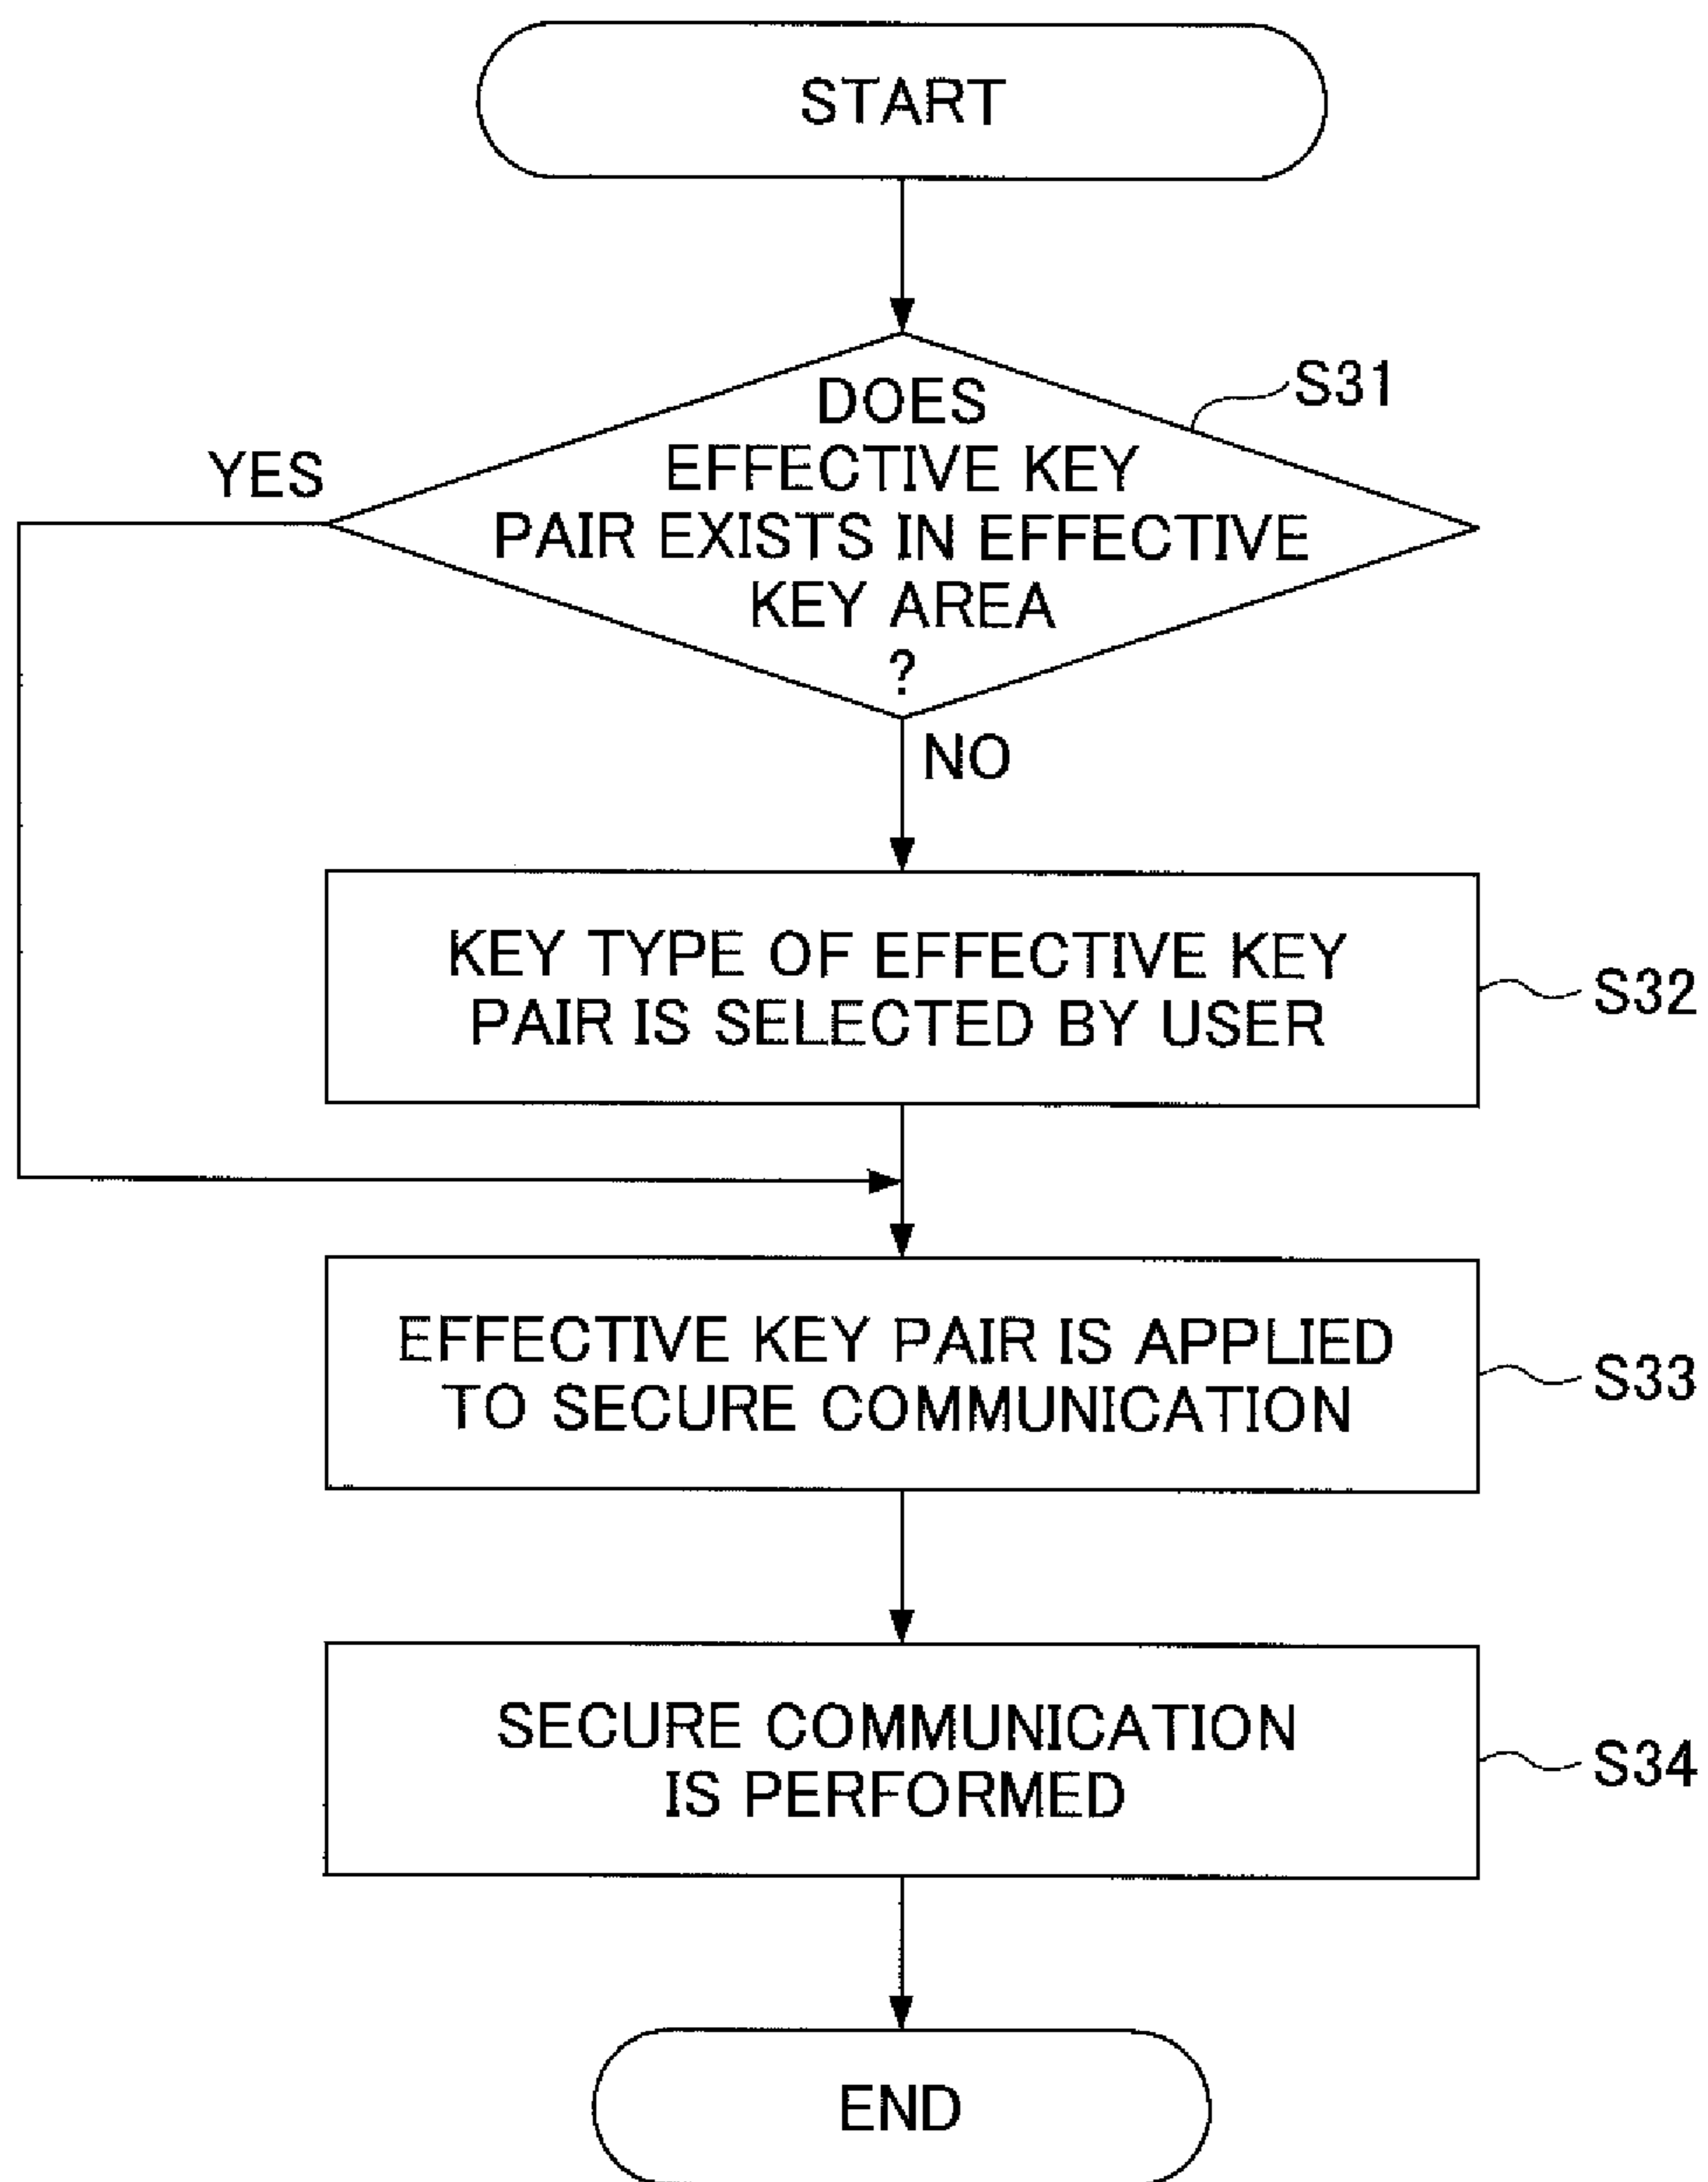 START
DOES
EFFECTIVE KEY
PAIR EXISTS IN EFFECTIVE
KEY AREA
?
S31
YES
NO
KEY TYPE OF EFFECTIVE KEY
PAIR IS SELECTED BY USER
S32
EFFECTIVE KEY PAIR IS APPLIED
TO SECURE COMMUNICATION
S33
SECURE COMMUNICATION
IS PERFORMED
S34
END